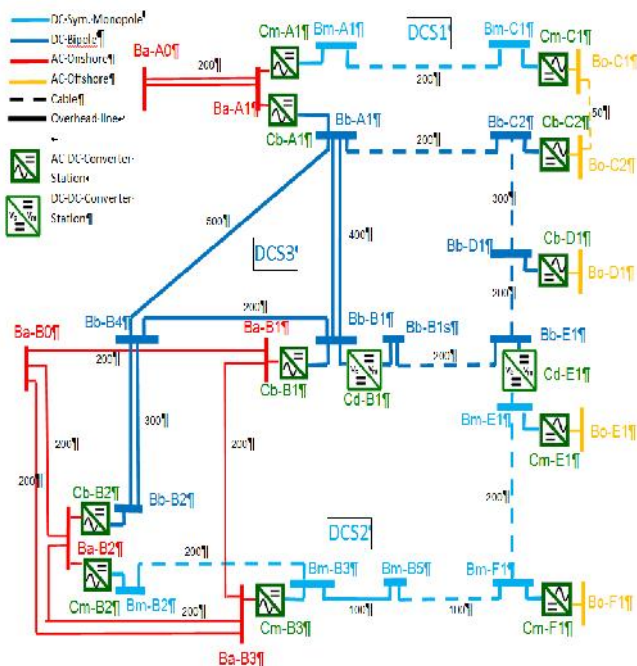 DC-Sym.-Monopole¶
DC-Bipole¶
AC-Onshore¶
AC-Offshore¶
Cable¶
Overhead-line↵
↵
AC-DC-Converter-
Station↵
DC-DC-Converter-
Station¶
Ba-A0¶
200¶
Cm-A1¶
Bm-A1¶
DCS1¶
Bm-C1¶
Cm-C1¶
Bo-C1¶
Ba-A1¶
200¶
50¶
Cb-A1¶
Bb-A1¶
200¶
Bb-C2¶
Cb-C2¶
Bo-C2¶
300¶
500¶
400¶
DCS3¶
Bb-D1¶
Cb-D1¶
Bo-D1¶
200¶
Ba-B0¶
Bb-B4¶
200¶
Ba-B1¶
Bb-B1¶
Bb-B1s¶
Bb-E1¶
200¶
Cb-B1¶
Cd-B1¶
200¶
Cd-E1¶
Bm-E1¶
Cm-E1¶
Bo-E1¶
200¶
200¶
300¶
200¶
Cb-B2¶
Bb-B2¶
200¶
Ba-B2¶
200¶
DCS2¶
Cm-B2¶
Bm-B2¶
Bm-B3¶
Bm-B5¶
Bm-F1¶
Bo-F1¶
200¶
Cm-B3¶
100¶
100¶
Cm-F1¶
Ba-B3¶